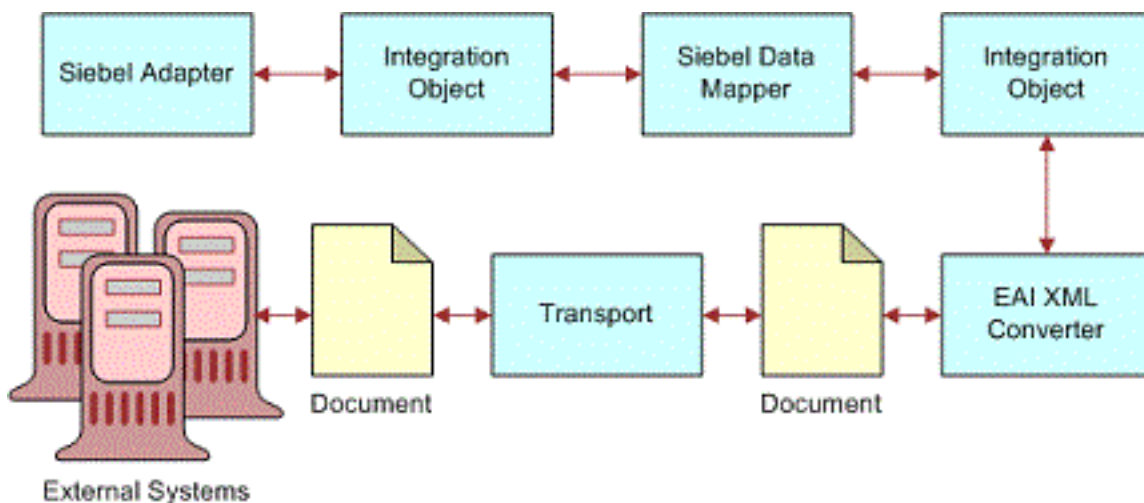 Siebel Adapter
Integration
Object
Siebel Data
Mapper
Integration
Object
Transport
EAI XML
Converter
Document
Document
External Systems